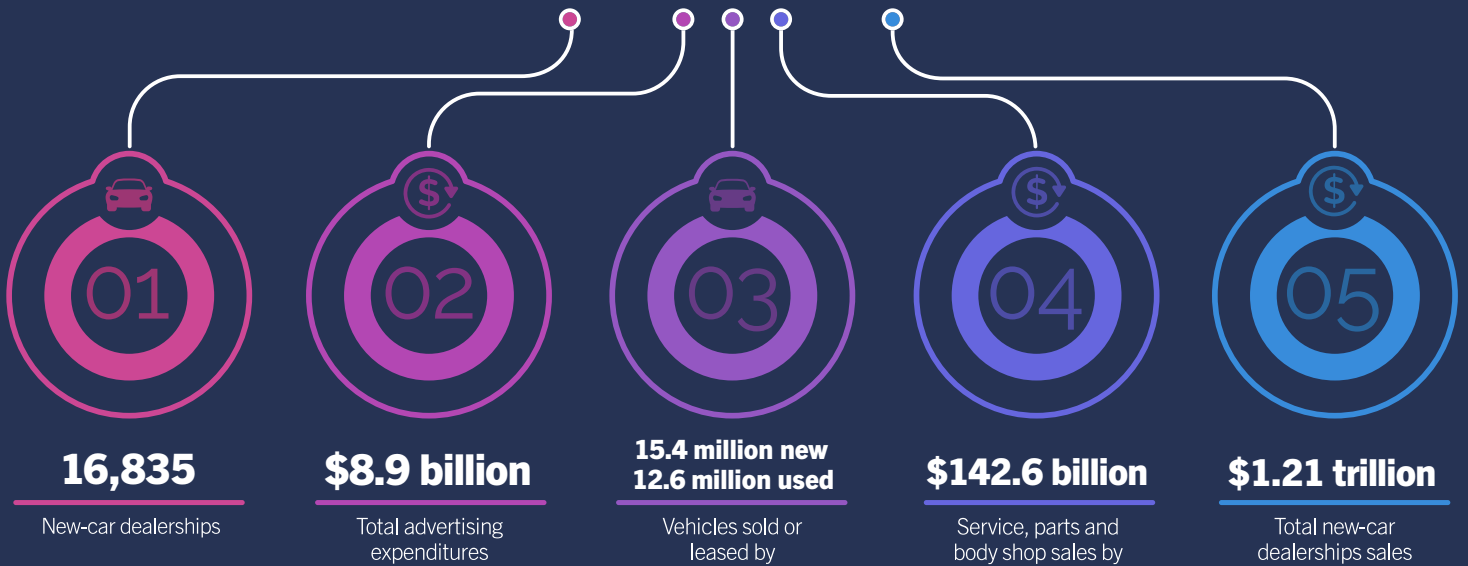 01
02
03
04
05
16,835
New-car dealerships
$8.9 billion
Total advertising
expenditures
15.4 million new
12.6 million used
Vehicles sold or
leased by
$142.6 billion
Service, parts and
body shop sales by
$1.21 trillion
Total new-car
dealerships sales